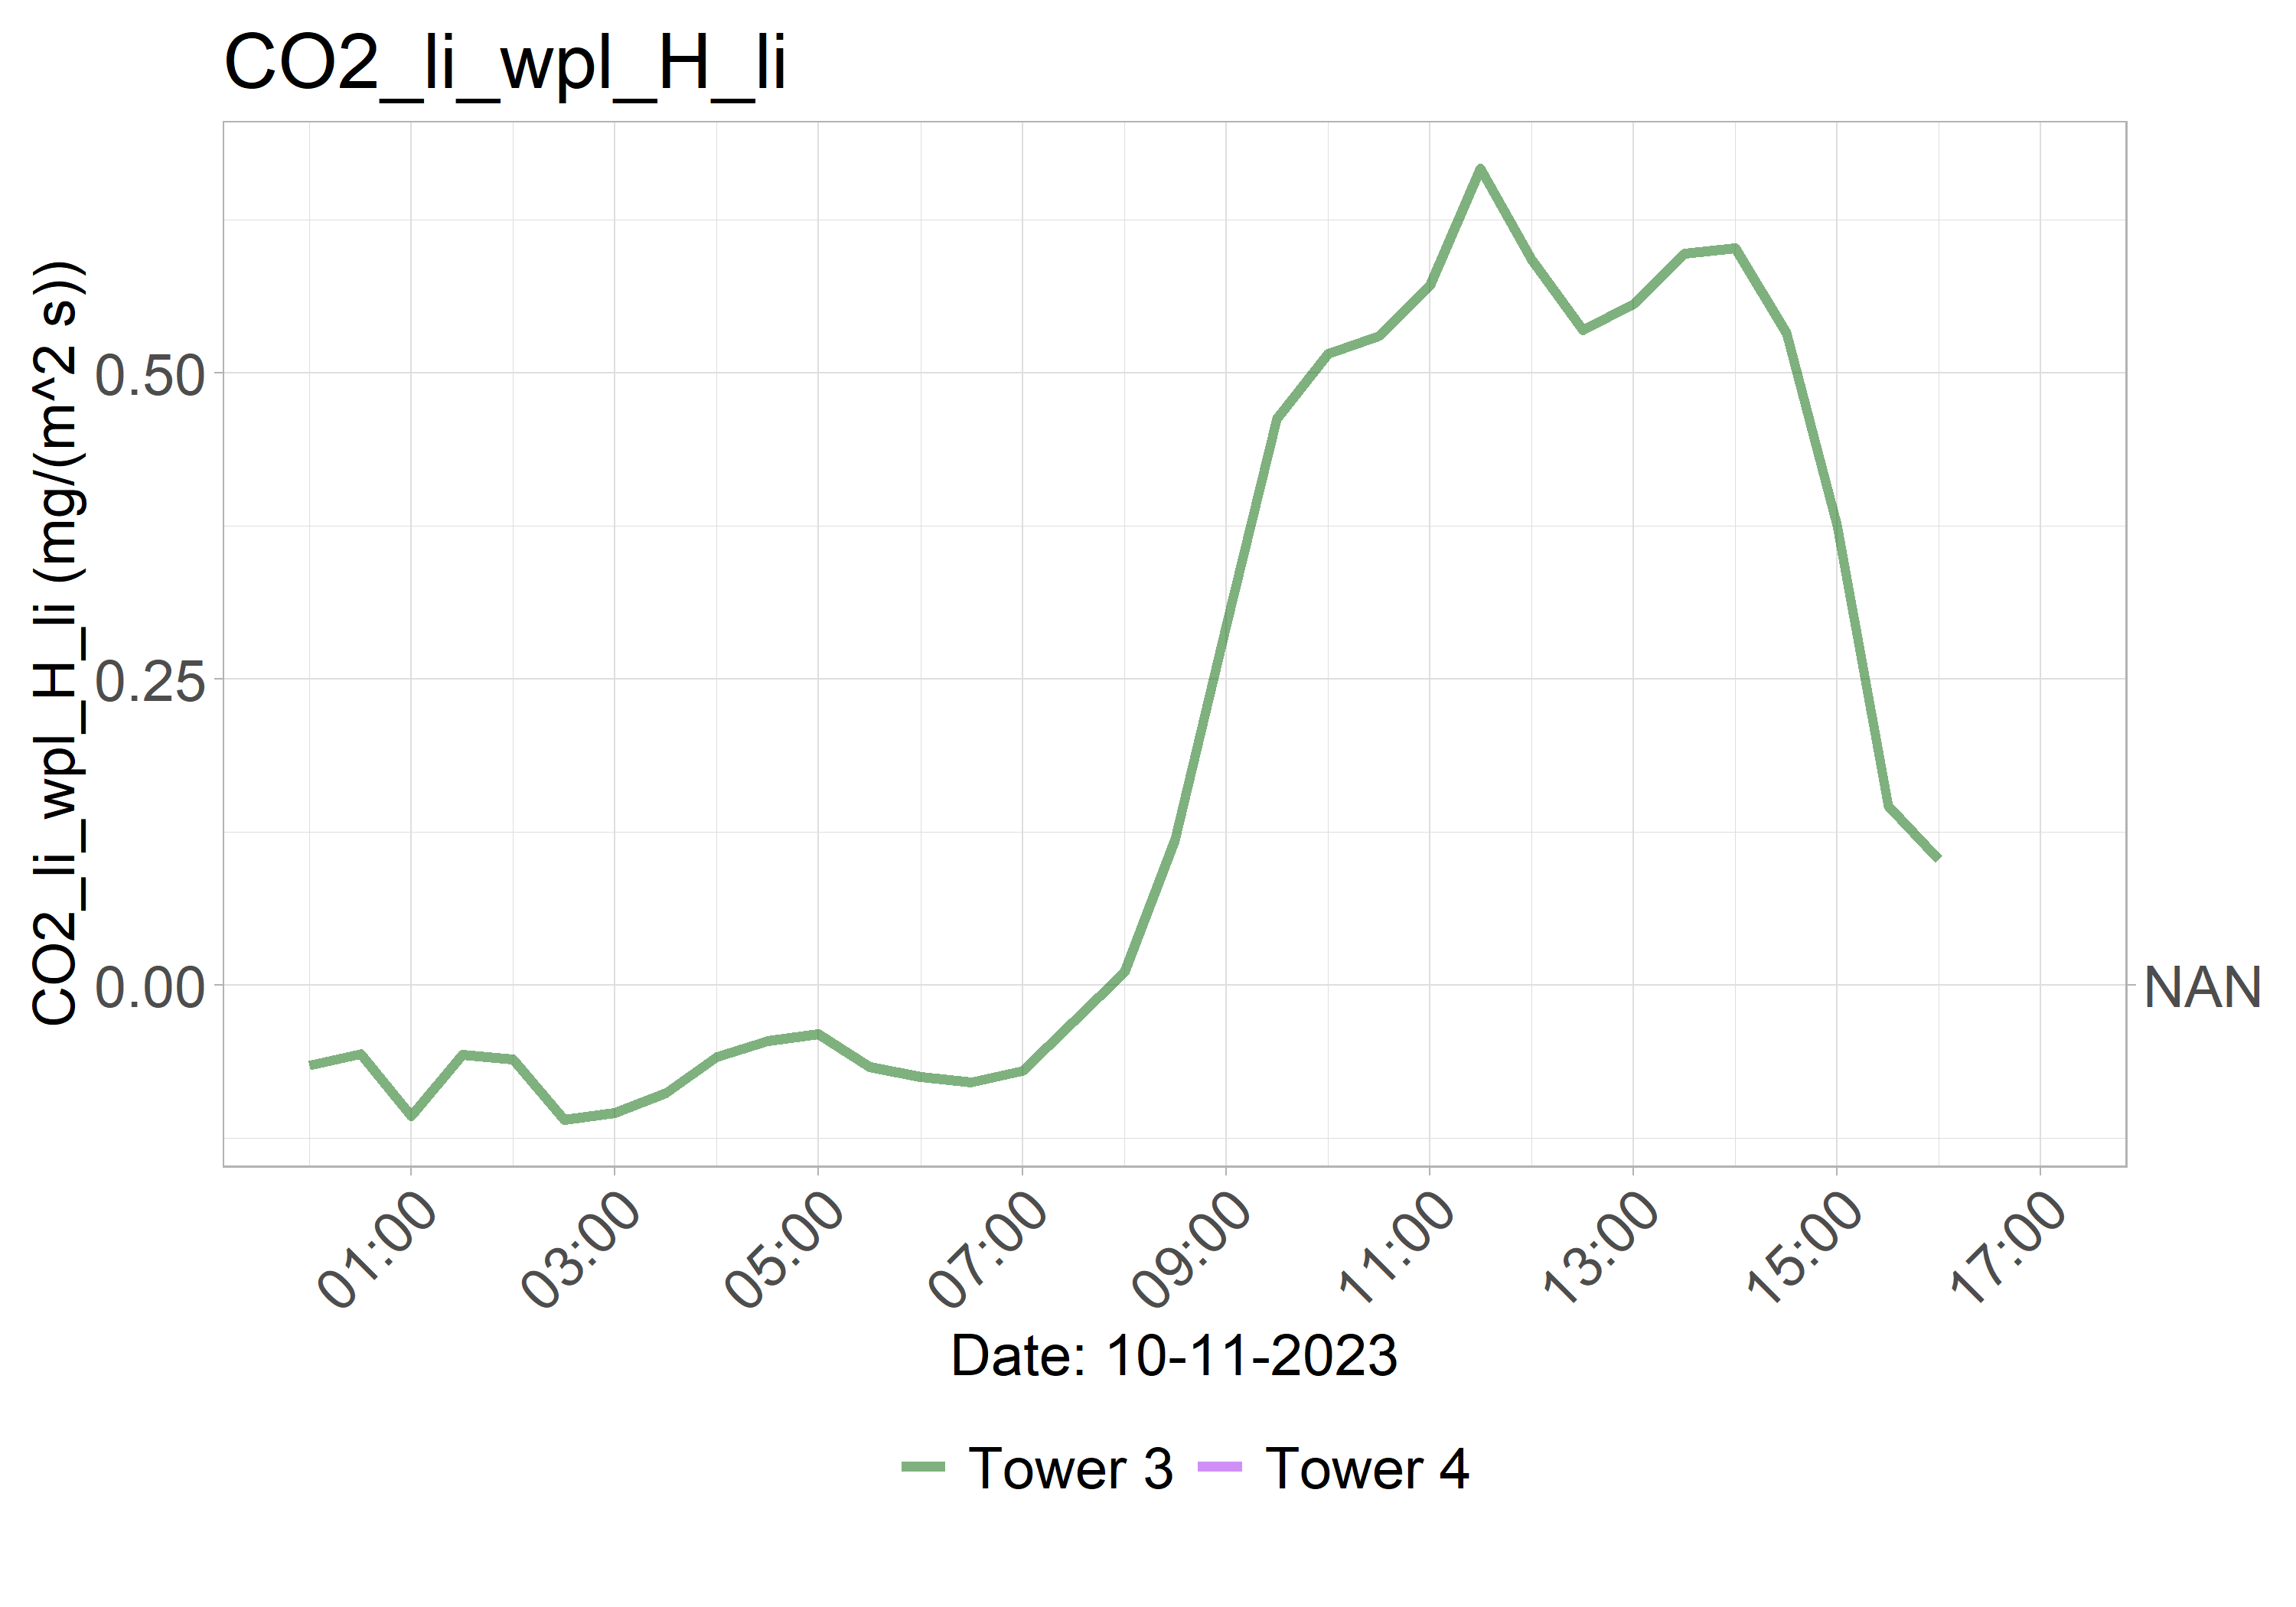 CO2_li_wpl_H_li
CO2_li_wpl_H_li (mg/(m^2 s))
0.50
0.25
0.00
NAN
01:00
03:00
05:00
07:00
09:00
11:00
13:00
15:00
17:00
Date: 10-11-2023
Tower 3
Tower 4